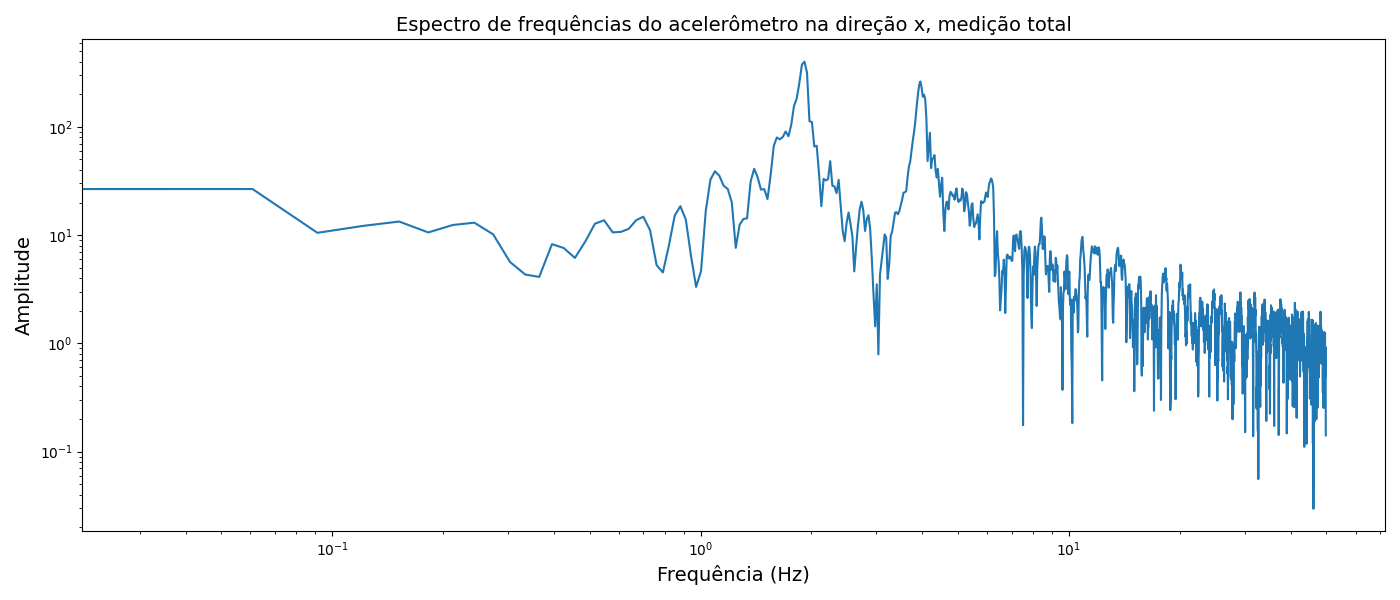 Espectro de frequências do acelerômetro na direção x, medição total
Amplitude
10²
10¹
10⁰
10⁻¹
10⁻¹
10⁰
10¹
Frequência (Hz)